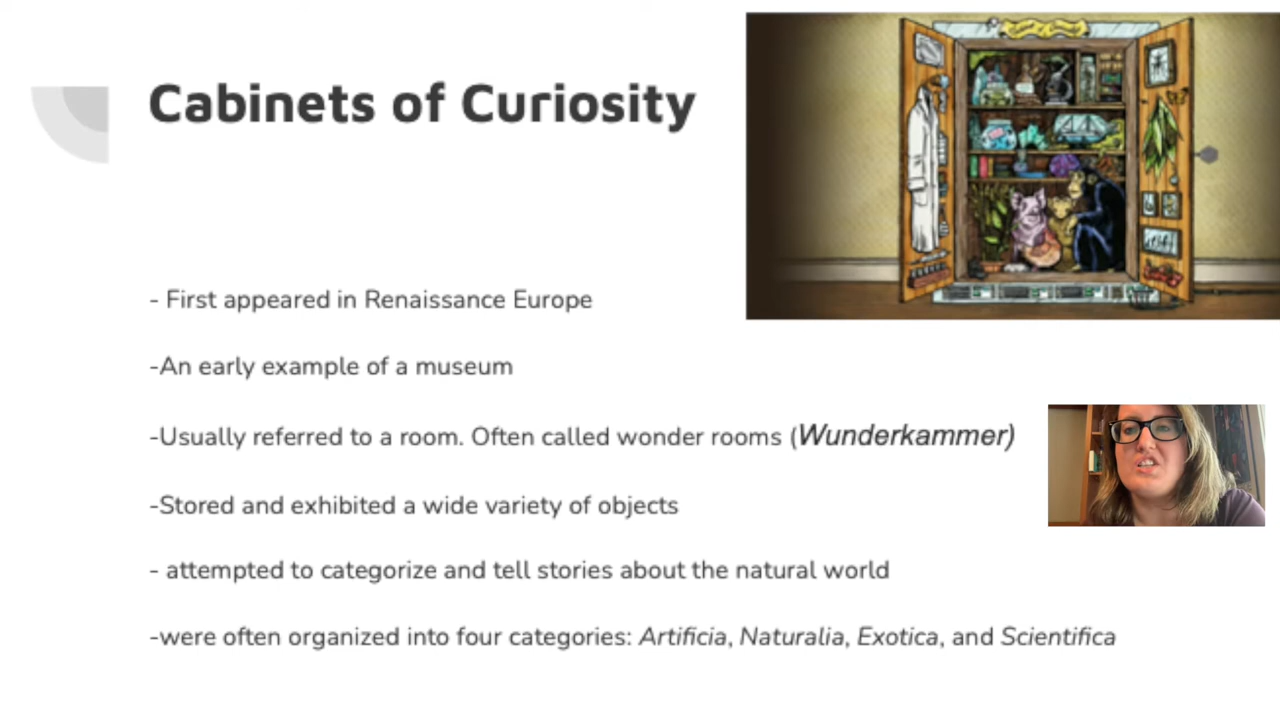 Cabinets of Curiosity
- First appeared in Renaissance Europe
-An early example of a museum
-Usually referred to a room. Often called wonder rooms (Wunderkammer)
-Stored and exhibited a wide variety of objects
- attempted to categorize and tell stories about the natural world
-were often organized into four categories: Artificia, Naturalia, Exotica, and Scientifica